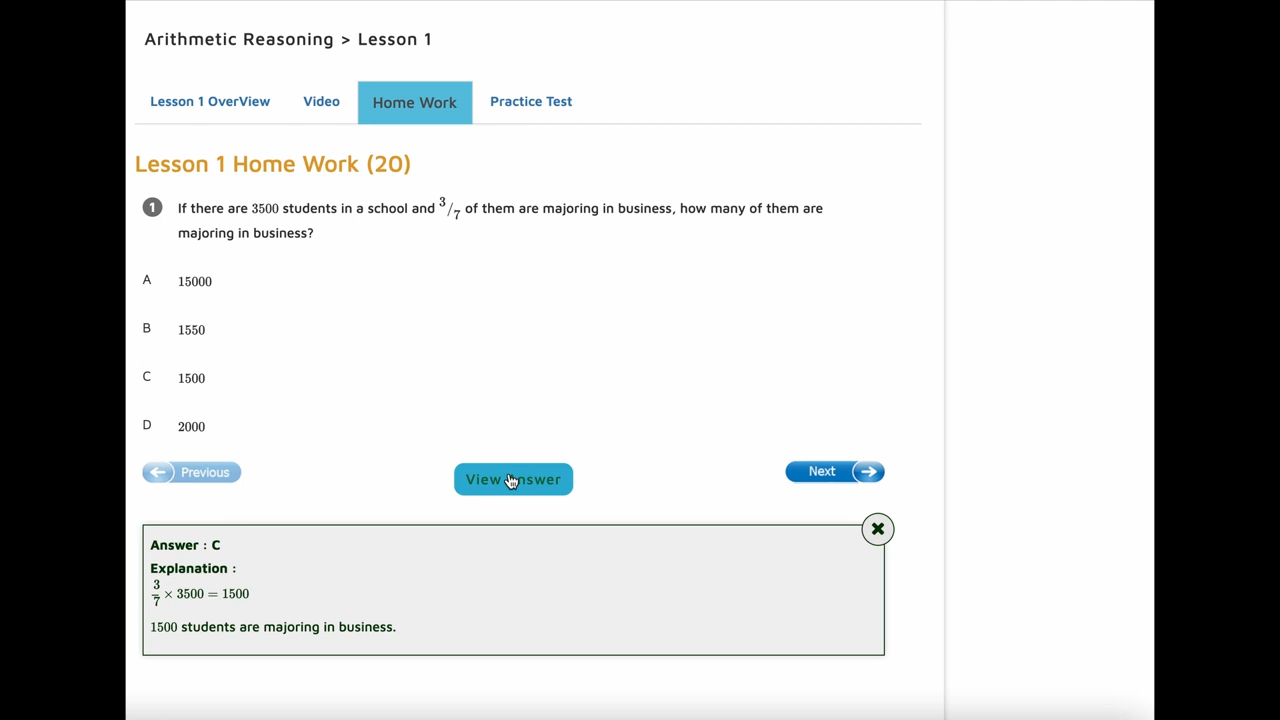 Arithmetic Reasoning > Lesson 1
Lesson 1 OverView Video Home Work Practice Test
Lesson 1 Home Work (20)
1 If there are 3500 students in a school and 3/7 of them are majoring in business, how many of them are
majoring in business?
A 15000
B 1550
C 1500
D 2000
Previous View Answer Next
Answer : C
Explanation :
3/7 × 3500 = 1500
1500 students are majoring in business.